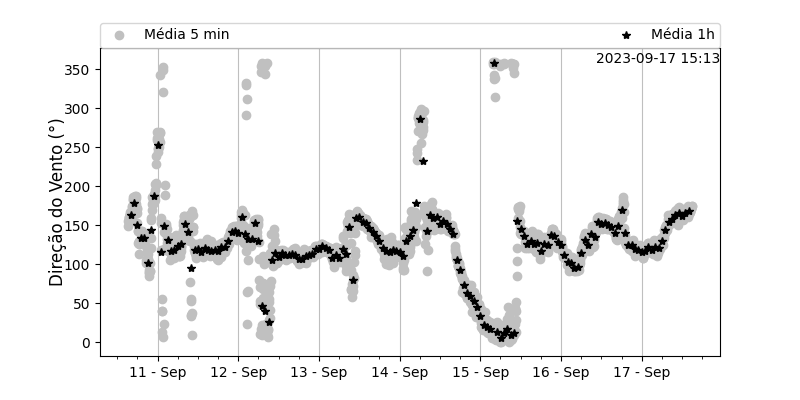 Média 5 min
Média 1h
2023-09-17 15:13
Direção do Vento (°)
350
300
250
200
150
100
50
0
11 - Sep
12 - Sep
13 - Sep
14 - Sep
15 - Sep
16 - Sep
17 - Sep